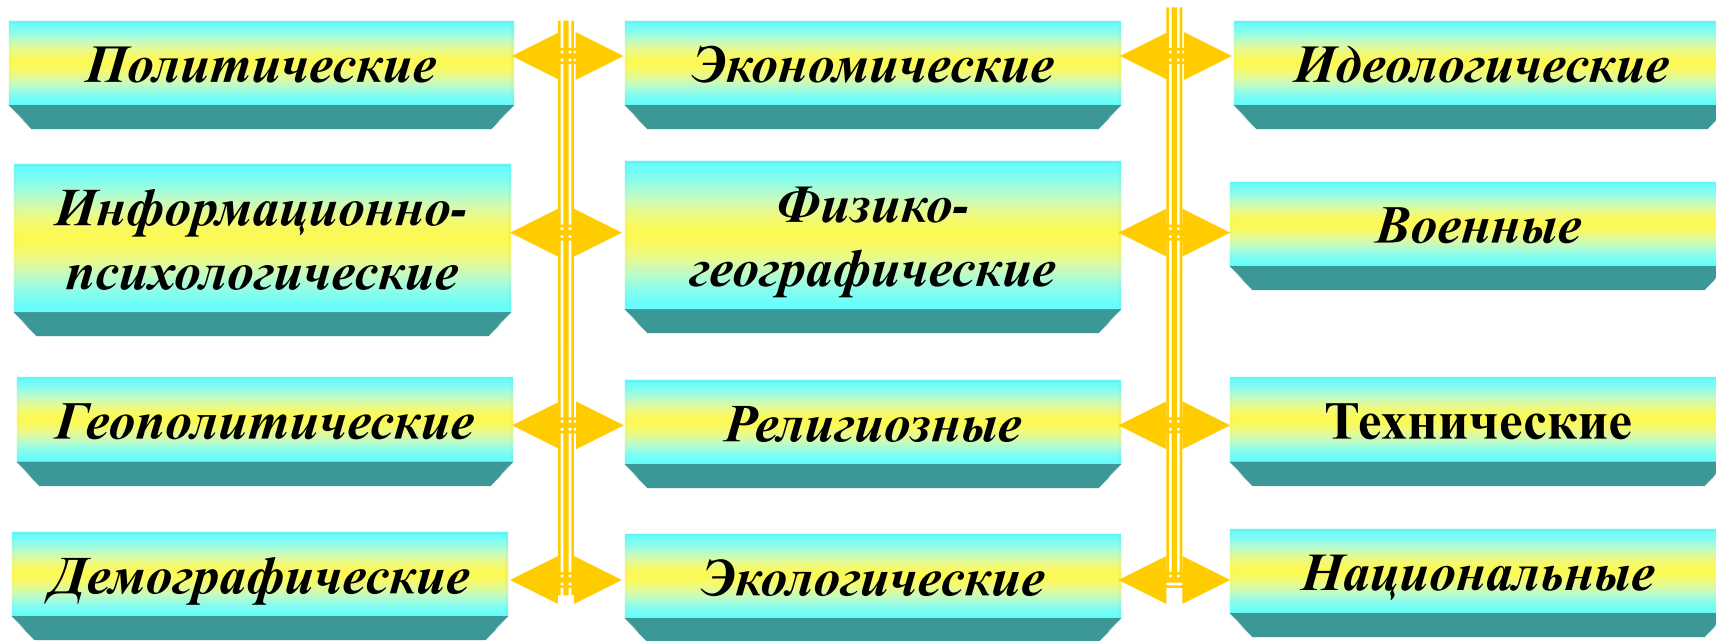 Политические
Экономические
Идеологические
Информационно-
психологические
Физико-
географические
Военные
Геополитические
Религиозные
Технические
Демографические
Экологические
Национальные